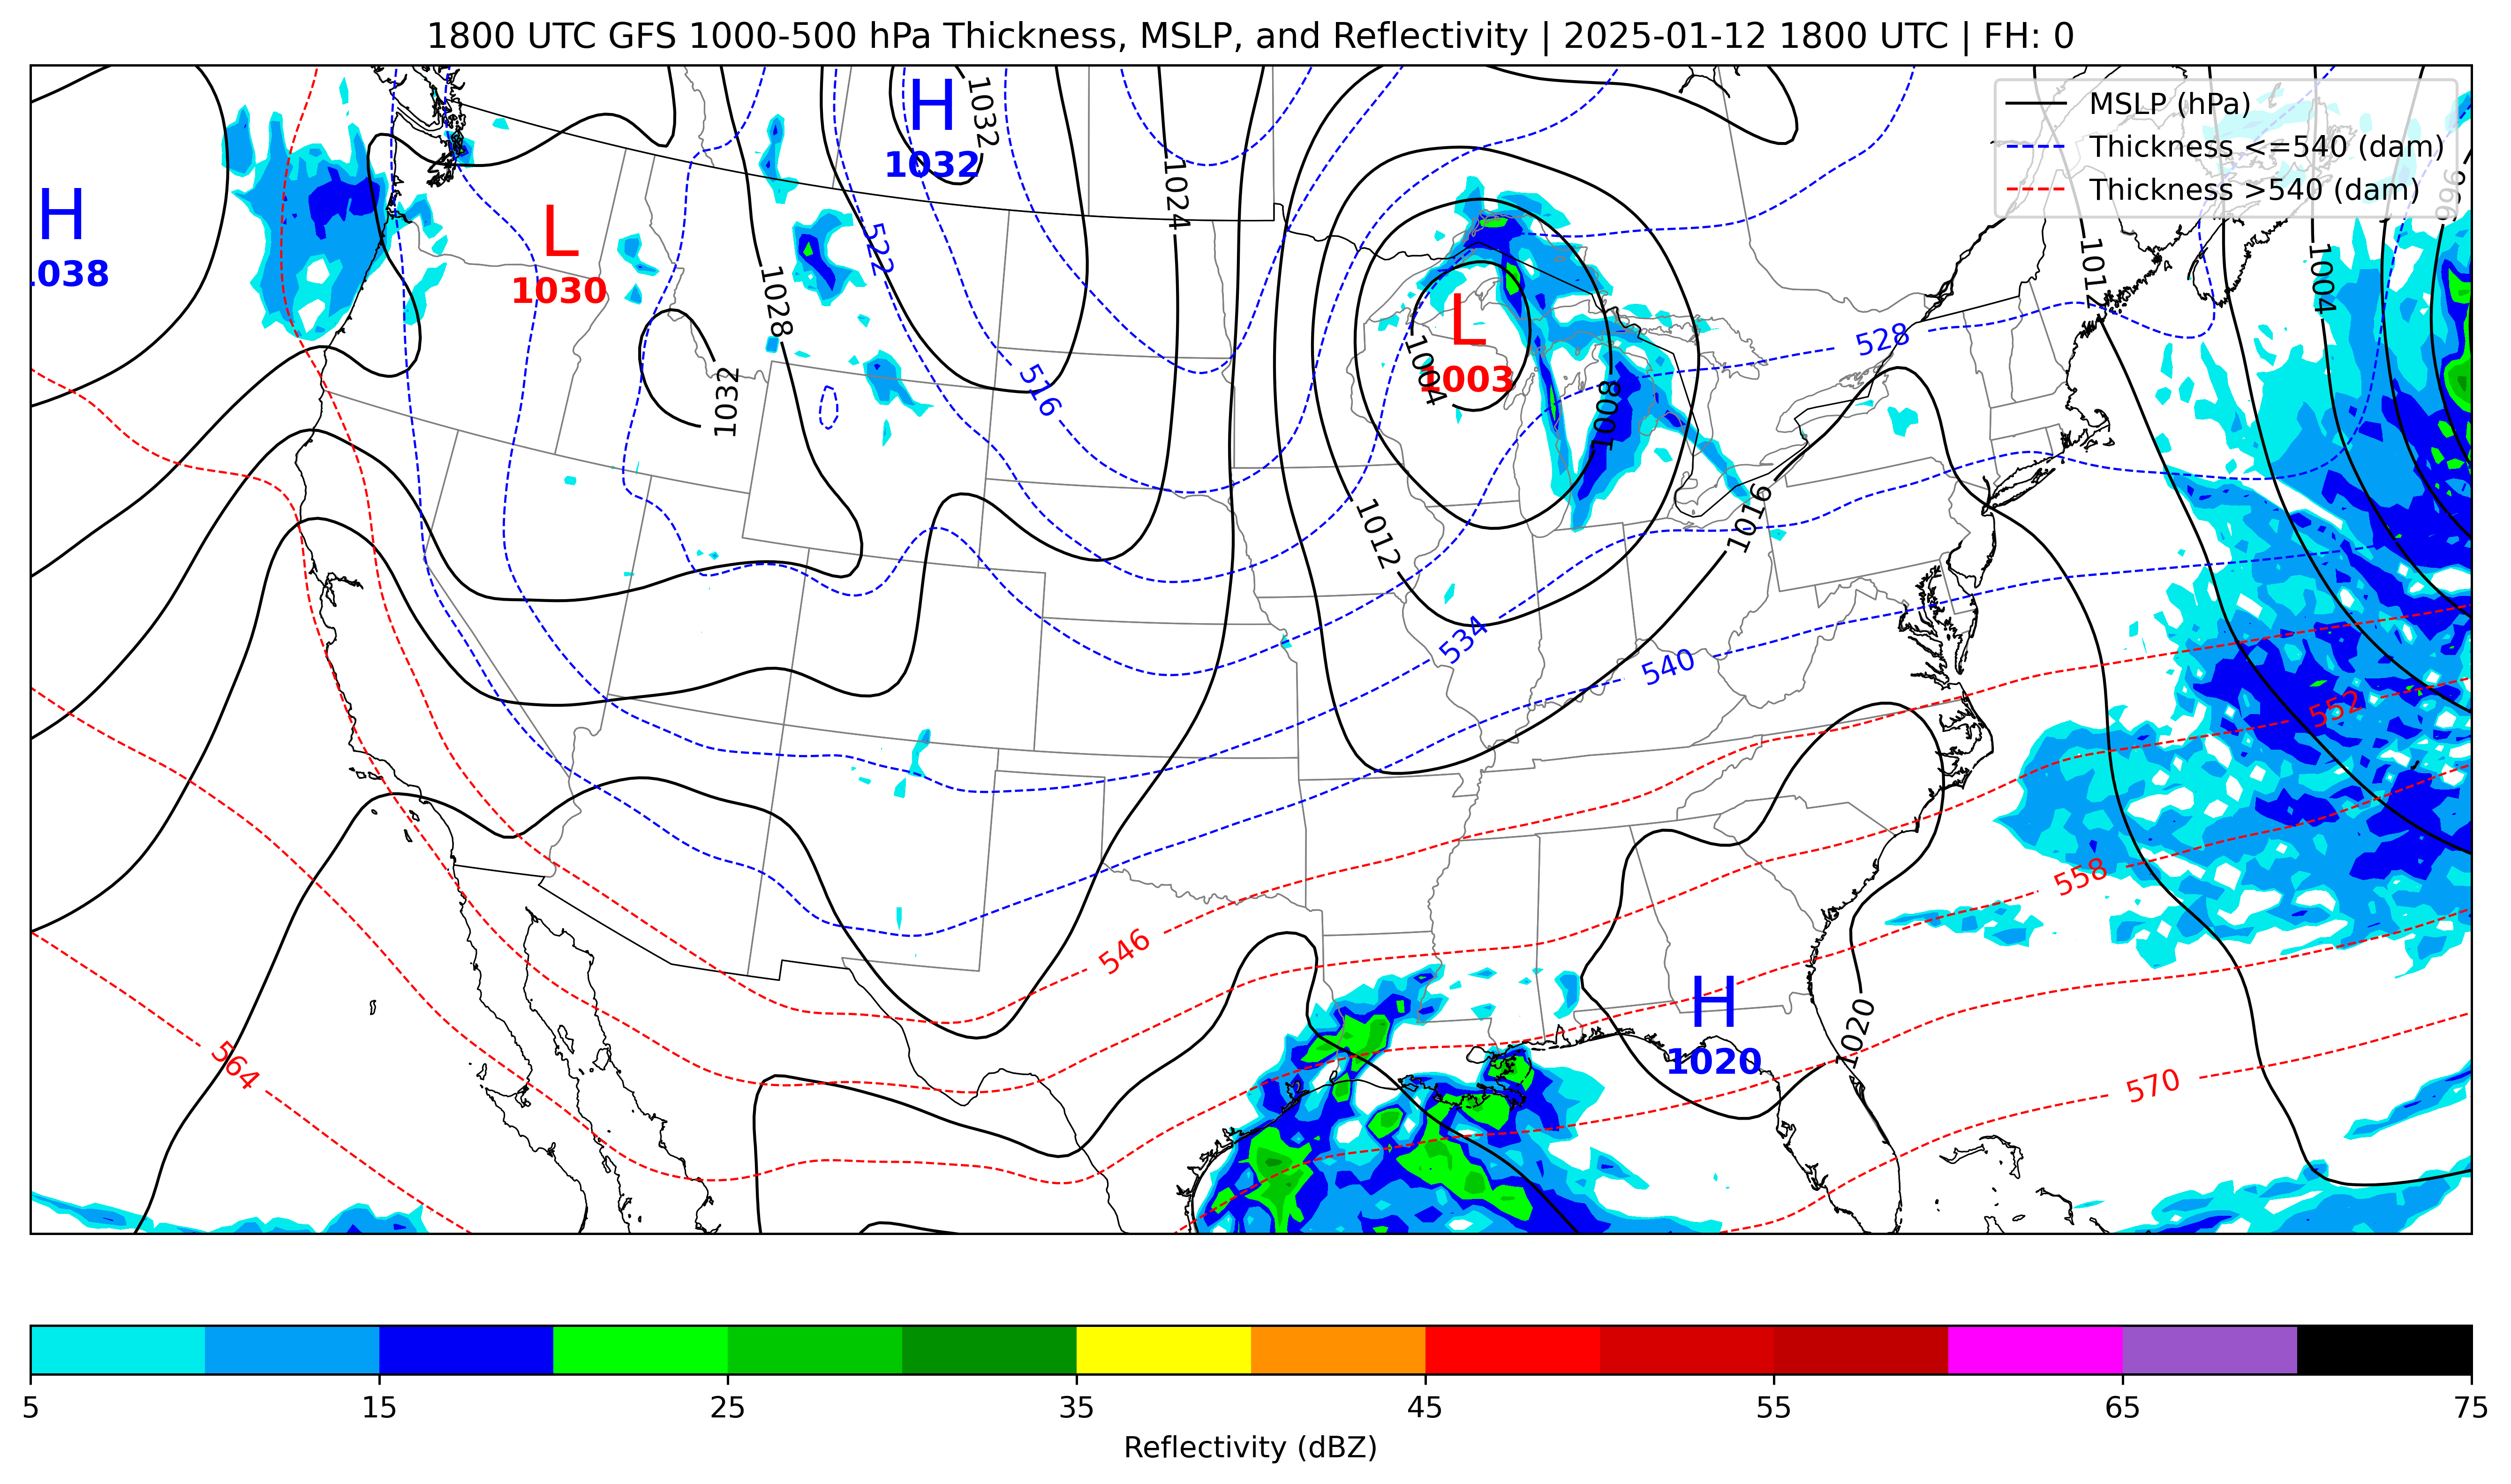 1800 UTC GFS 1000-500 hPa Thickness, MSLP, and Reflectivity | 2025-01-12 1800 UTC | FH: 0
MSLP (hPa)
Thickness <=540 (dam)
Thickness >540 (dam)
H
1032
1032
H
1038
L
1030
1024
522
1028
1032
516
L
1003
1004
1008
1012
1016
528
1012
1004
996
534
540
546
552
558
564
570
H
1020
1020
5 15 25 35 45 55 65 75
Reflectivity (dBZ)